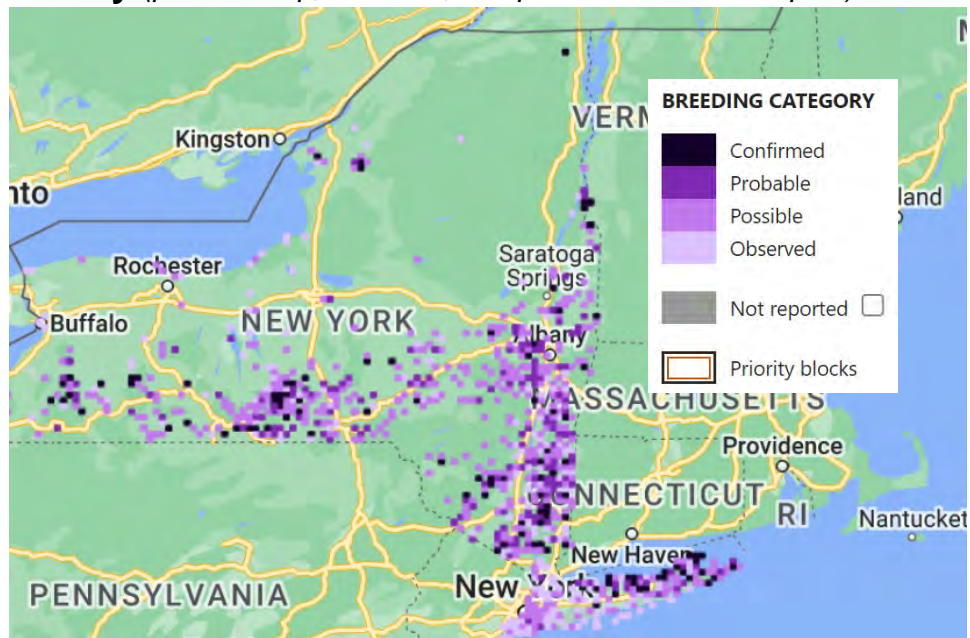 Kingston
nto
VERM
BREEDING CATEGORY
Confirmed
Probable
Possible
Observed
Not reported
Priority blocks
land
Rochester
Saratoga
Springs
Buffalo
NEW YORK
Albany
MASSACHUSETTS
Providence
CONNECTICUT
RI
Nantucket
New Haven
New York
PENNSYLVANIA